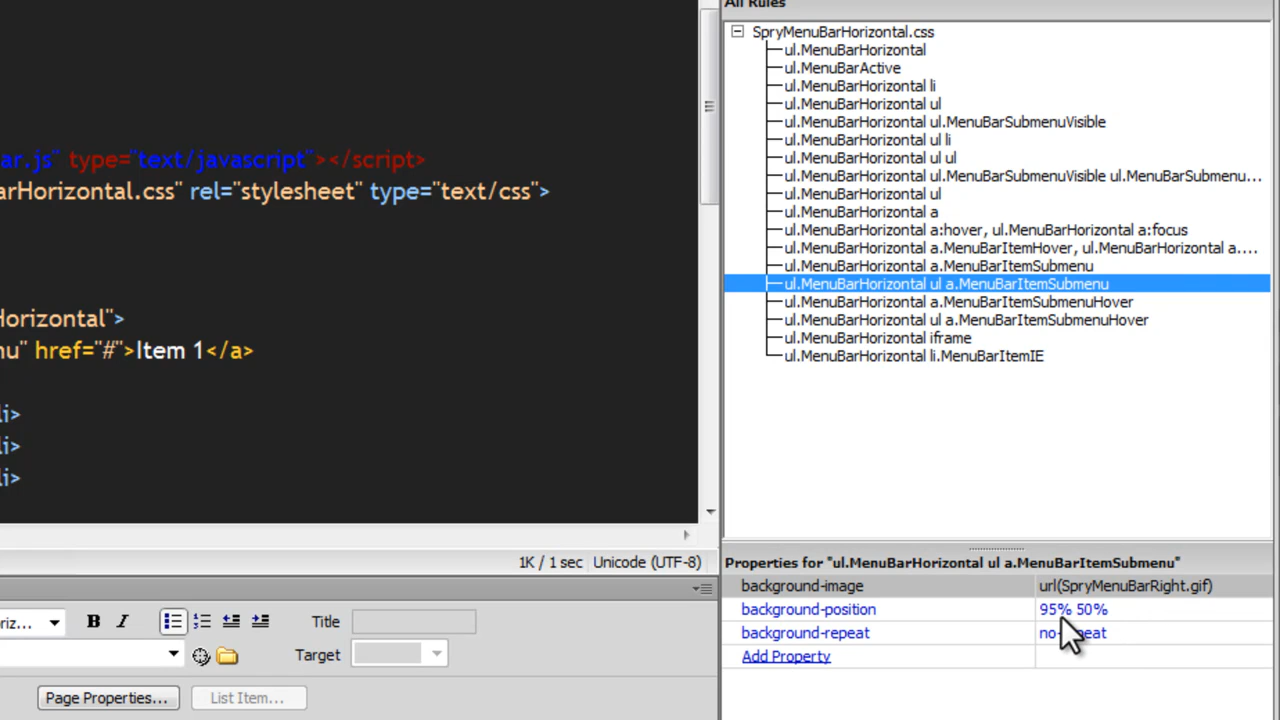 All Rules
SpryMenuBarHorizontal.css
ul.MenuBarHorizontal
ul.MenuBarActive
ul.MenuBarHorizontal li
ul.MenuBarHorizontal ul
ul.MenuBarHorizontal ul.MenuBarSubmenuVisible
ul.MenuBarHorizontal ul li
ul.MenuBarHorizontal ul ul
ul.MenuBarHorizontal ul.MenuBarSubmenuVisible ul.MenuBarSubmenu...
ul.MenuBarHorizontal ul
ul.MenuBarHorizontal a
ul.MenuBarHorizontal a:hover, ul.MenuBarHorizontal a:focus
ul.MenuBarHorizontal a.MenuBarItemHover, ul.MenuBarHorizontal a....
ul.MenuBarHorizontal a.MenuBarItemSubmenu
ul.MenuBarHorizontal ul a.MenuBarItemSubmenu
ul.MenuBarHorizontal a.MenuBarItemSubmenuHover
ul.MenuBarHorizontal ul a.MenuBarItemSubmenuHover
ul.MenuBarHorizontal iframe
ul.MenuBarHorizontal li.MenuBarItemIE
ar.js" type="text/javascript"></script>
arHorizontal.css" rel="stylesheet" type="text/css">
Horizontal">
nu" href="#">Item 1</a>
li>
li>
li>
1K / 1 sec Unicode (UTF-8)
Properties for "ul.MenuBarHorizontal ul a.MenuBarItemSubmenu"
background-image url(SpryMenuBarRight.gif)
background-position 95% 50%
background-repeat no-repeat
Add Property
riz... B I Title
Target
Page Properties... List Item...